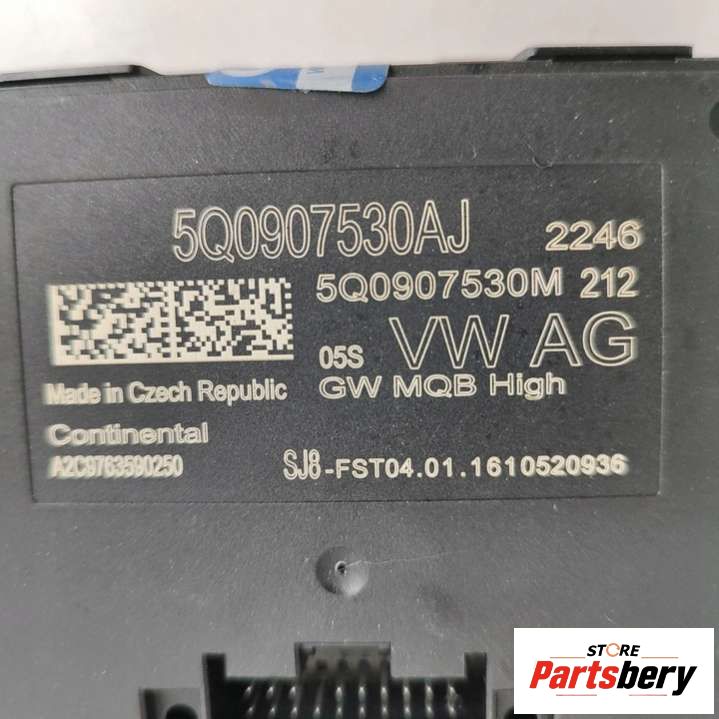 5Q0907530AJ 2246
5Q0907530M 212
05S VW AG
Made in Czech Republic GW MQB High
Continental
A2C9763590250 SJ8-FST04.01.1610520936
STORE
Partsbery